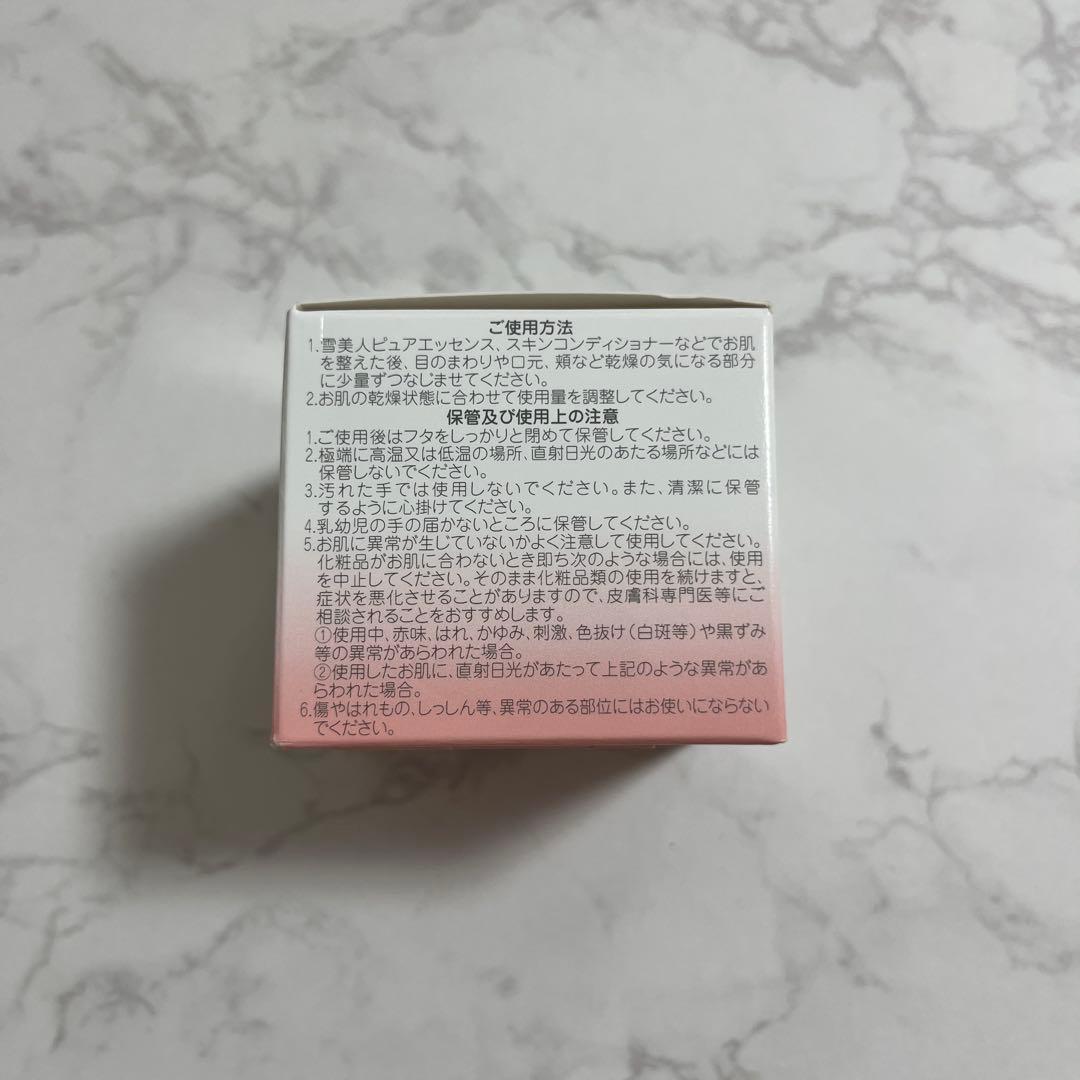 ご使用方法
1.雪美人ピュアエッセンス、スキンコンディショナーなどでお肌
を整えた後、目のまわりや口元、頬など乾燥の気になる部分
に少量ずつなじませてください。
2.お肌の乾燥状態に合わせて使用量を調整してください。
保管及び使用上の注意
1.ご使用後はフタをしっかりと閉めて保管してください。
2.極端に高温又は低温の場所、直射日光のあたる場所などには
保管しないでください。
3.汚れた手では使用しないでください。また、清潔に保管
するように心掛けてください。
4.乳幼児の手の届かないところに保管してください。
5.お肌に異常が生じていないかよく注意して使用してください。
化粧品がお肌に合わないとき即ち次のような場合には、使用
を中止してください。そのまま化粧品類の使用を続けますと、
症状を悪化させることがありますので、皮膚科専門医等にご
相談されることをおすすめします。
①使用中、赤味、はれ、かゆみ、刺激、色抜け(白斑等)や黒ずみ
等の異常があらわれた場合。
②使用したお肌に、直射日光があたって上記のような異常があ
らわれた場合。
6.傷やはれもの、しっしん等、異常のある部位にはお使いにならない
でください。